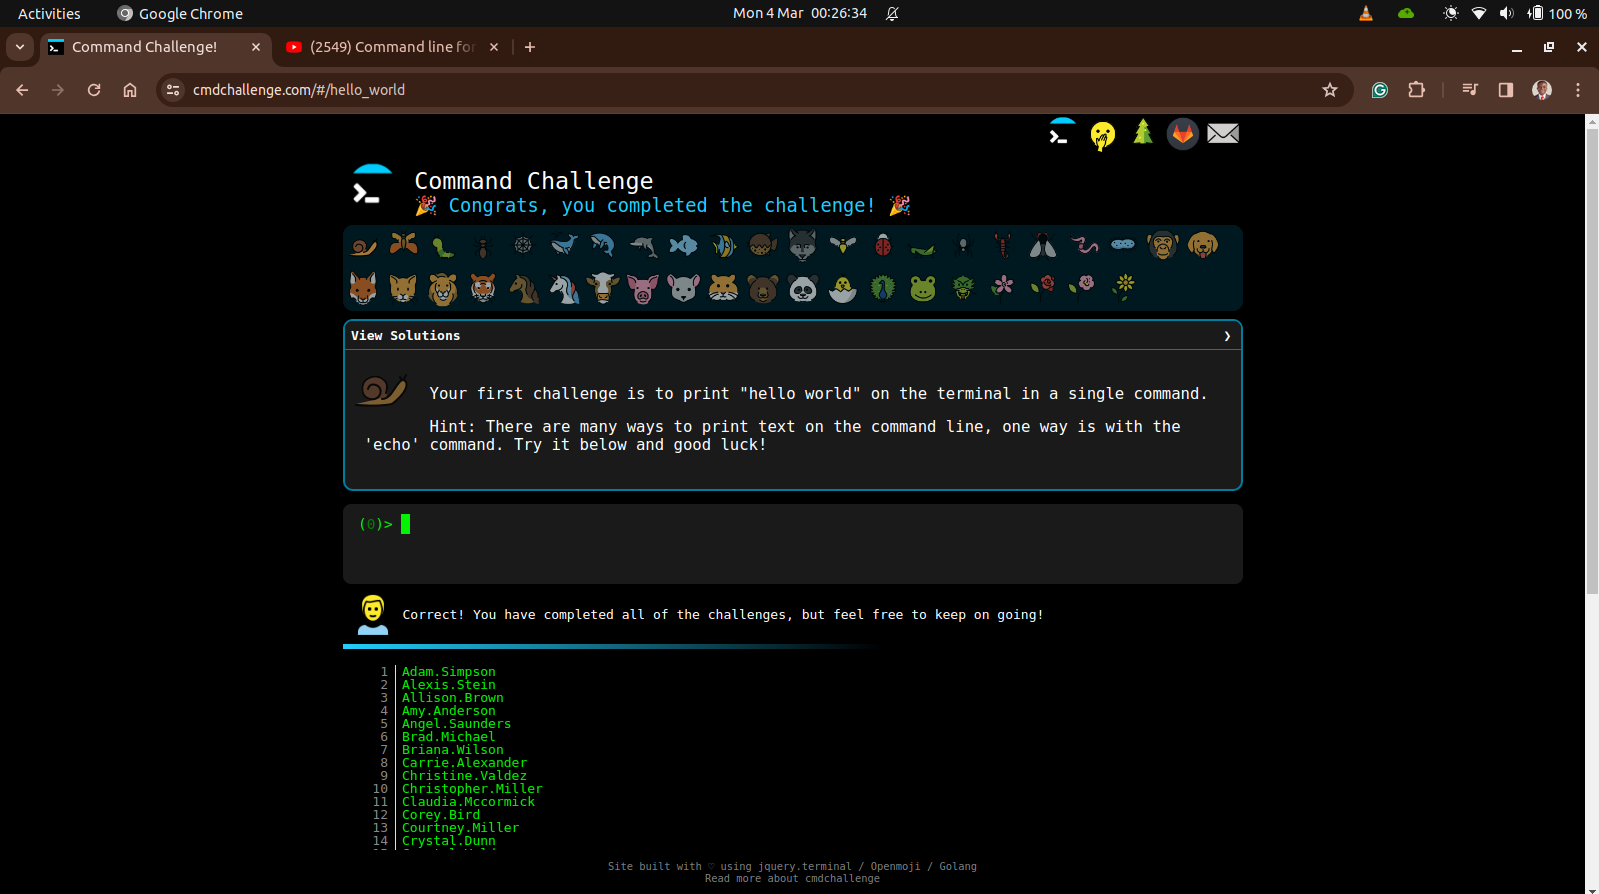 Activities
Google Chrome
Mon 4 Mar 00:26:34
100 %
Command Challenge!
(2549) Command line for
cmdchallenge.com/#/hello_world
Command Challenge
Congrats, you completed the challenge!
View Solutions
Your first challenge is to print "hello world" on the terminal in a single command.
Hint: There are many ways to print text on the command line, one way is with the
'echo' command. Try it below and good luck!
(0)>
Correct! You have completed all of the challenges, but feel free to keep on going!
1 Adam.Simpson
2 Alexis.Stein
3 Allison.Brown
4 Amy.Anderson
5 Angel.Saunders
6 Brad.Michael
7 Briana.Wilson
8 Carrie.Alexander
9 Christine.Valdez
10 Christopher.Miller
11 Claudia.Mccormick
12 Corey.Bird
13 Courtney.Miller
14 Crystal.Dunn
Site built with ♡ using jquery.terminal / Openmoji / Golang
Read more about cmdchallenge